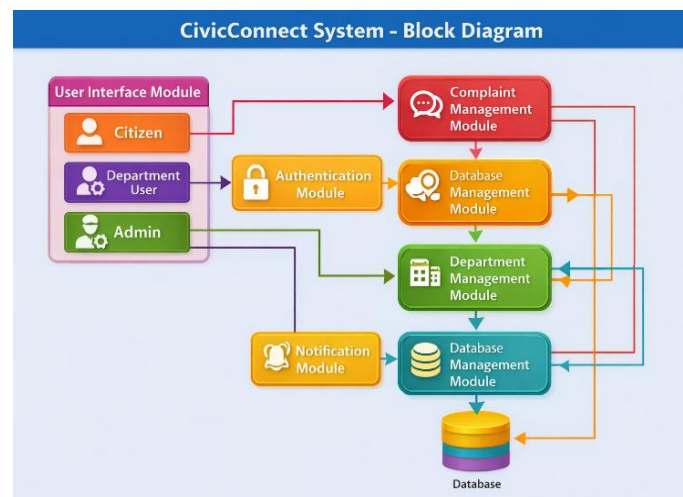 CivicConnect System - Block Diagram
User Interface Module
Citizen
Department
User
Admin
Authentication
Module
Notification
Module
Complaint
Management
Module
Database
Management
Module
Department
Management
Module
Database
Management
Module
Database